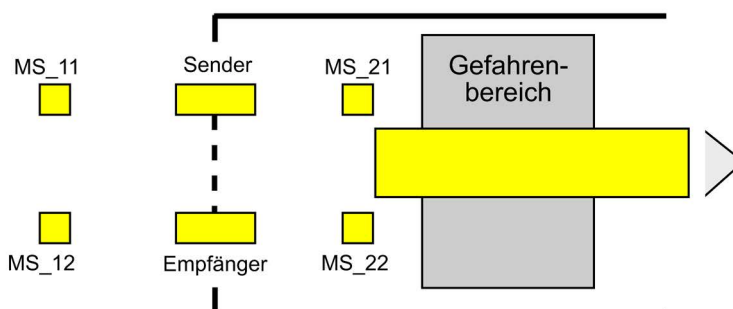 MS_11
Sender
MS_21
Gefahren-
bereich
MS_12
Empfänger
MS_22